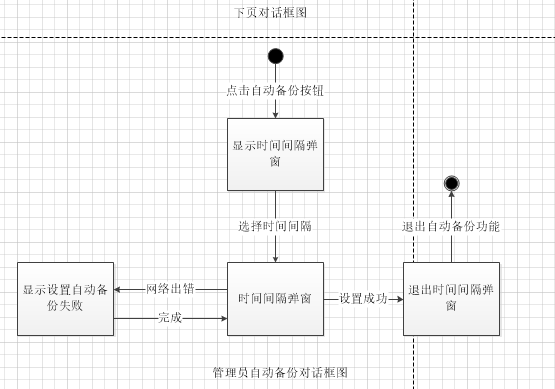 下页对话框图
点击自动备份按钮
显示时间间隔弹
窗
选择时间间隔
退出自动备份功能
显示设置自动备
份失败
网络出错
完成
时间间隔弹窗
设置成功
退出时间间隔弹
窗
管理员自动备份对话框图